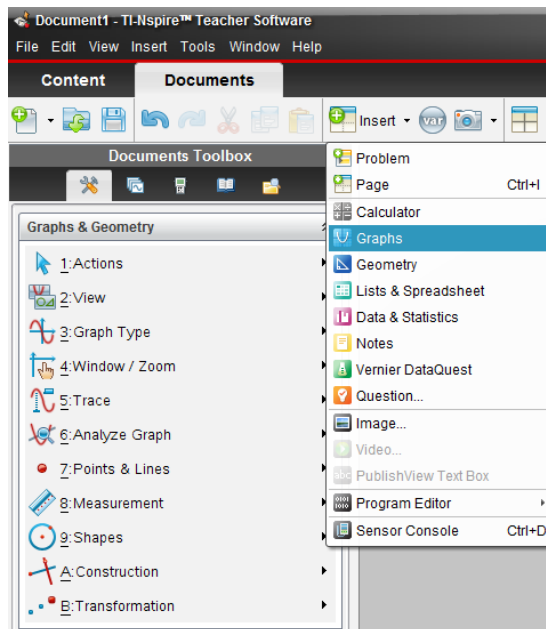 Document1 - TI-Nspire™ Teacher Software
File Edit View Insert Tools Window Help
Content Documents
Insert var
Documents Toolbox
Graphs & Geometry
1:Actions
2:View
3:Graph Type
4:Window / Zoom
5:Trace
6:Analyze Graph
7:Points & Lines
8:Measurement
9:Shapes
A:Construction
B:Transformation
Problem
Page Ctrl+I
Calculator
Graphs
Geometry
Lists & Spreadsheet
Data & Statistics
Notes
Vernier DataQuest
Question...
Image...
Video...
abc PublishView Text Box
Program Editor
Sensor Console Ctrl+D